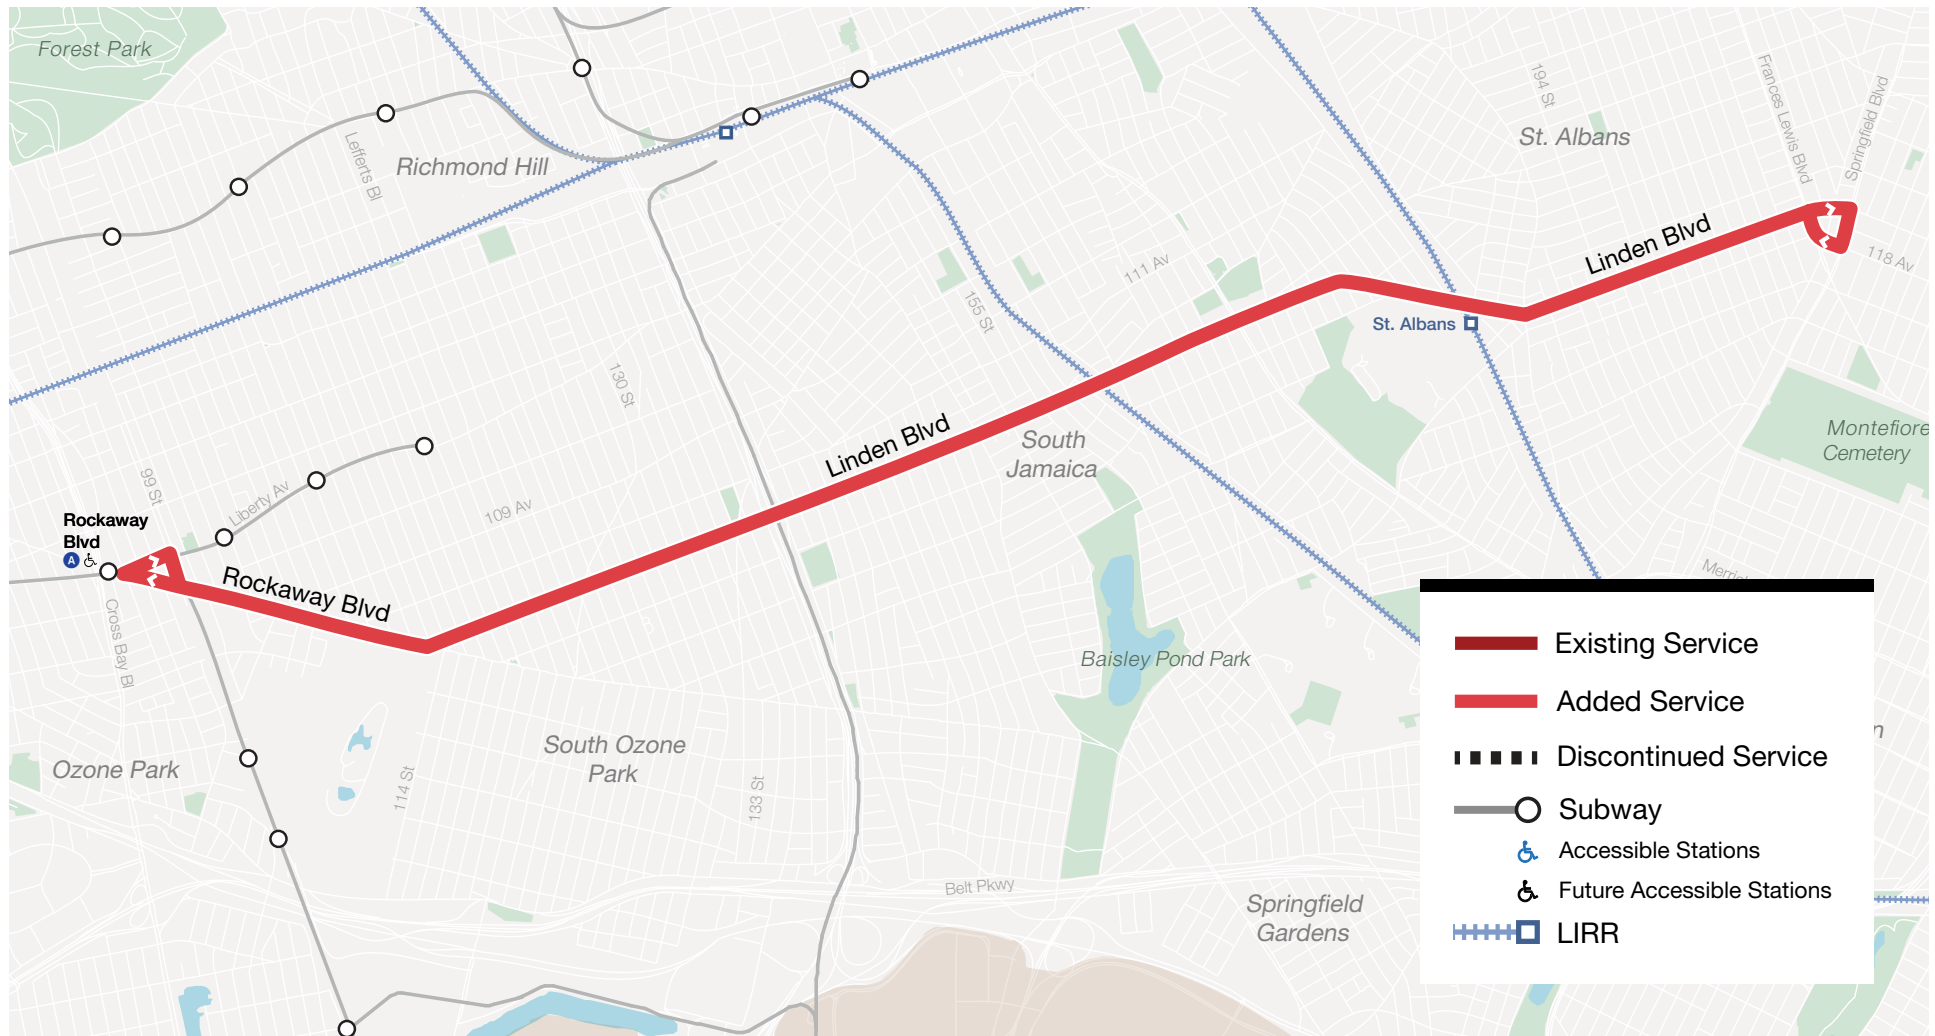 Forest Park
Lefferts Bl
Richmond Hill
194 St
St. Albans
Frances Lewis Blvd
Springfield Blvd
Linden Blvd
118 Av
111 Av
155 St
St. Albans
130 St
Linden Blvd
South
Jamaica
Montefiore
Cemetery
99 St
Liberty Av
109 Av
Rockaway
Blvd
A
Rockaway Blvd
Cross Bay Bl
Baisley Pond Park
Ozone Park
South Ozone
Park
114 St
133 St
Belt Pkwy
Springfield
Gardens
Existing Service
Added Service
Discontinued Service
Subway
Accessible Stations
Future Accessible Stations
LIRR